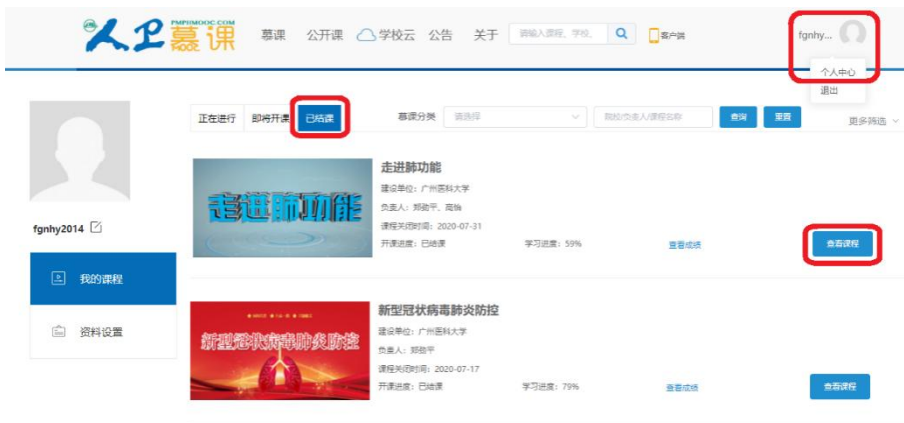 PMPHMOOC.COM
人卫慕课
慕课 公开课 学校云 公告 关于 请输入课程、学校、 客户端 fgnhy...
个人中心
退出
正在进行 即将开课 已结课 慕课分类 请选择 院校/负责人/课程名称 查询 重置 更多筛选
走进肺功能
走进肺功能
建设单位：广州医科大学
负责人：郑劲平、高怡
课程关闭时间：2020-07-31
开课进度：已结课 学习进度：59% 查看成绩 查看课程
fgnhy2014
我的课程
资料设置
新型冠状病毒肺炎防控
新型冠状病毒肺炎防控
建设单位：广州医科大学
负责人：郑劲平
课程关闭时间：2020-07-17
开课进度：已结课 学习进度：79% 查看成绩 查看课程